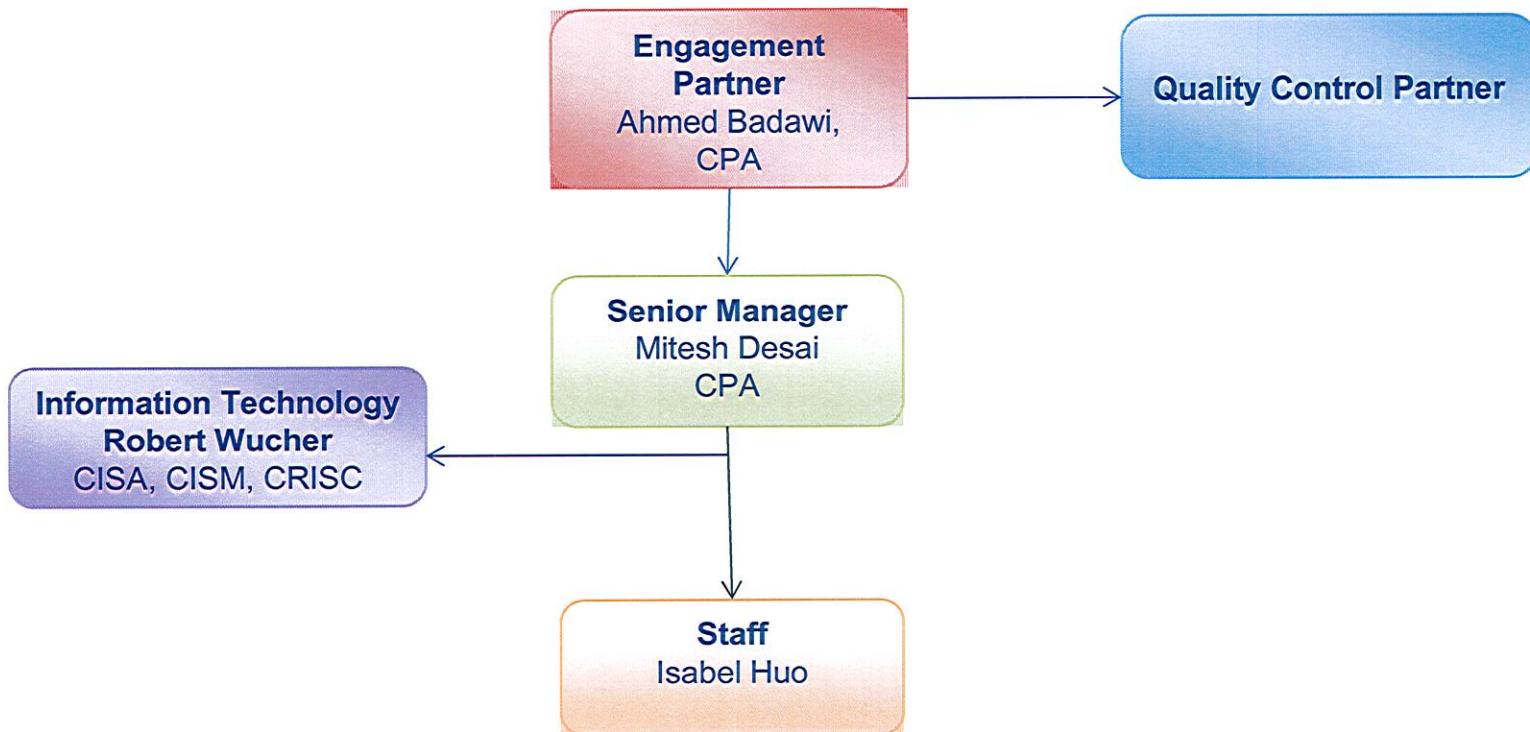 Engagement
Partner
Ahmed Badawi,
CPA
Quality Control Partner
Senior Manager
Mitesh Desai
CPA
Information Technology
Robert Wucher
CISA, CISM, CRISC
Staff
Isabel Huo